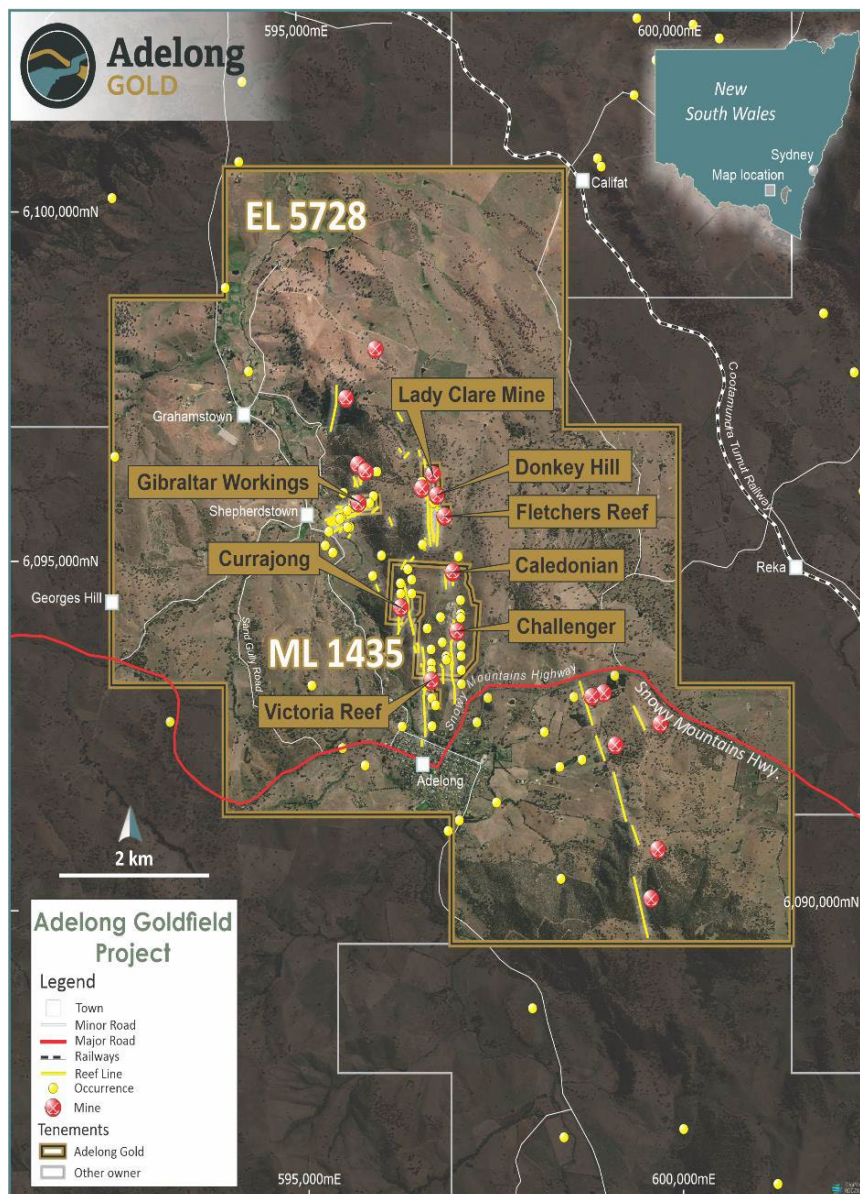 Adelong
GOLD
595,000mE
600,000mE
New
South Wales
Sydney
Map location
Califat
6,100,000mN
EL 5728
Cootamundra Tumut Railway
Lady Clare Mine
Grahamstown
Donkey Hill
Gibraltar Workings
Shepherdstown
Fletchers Reef
6,095,000mN
Currajong
Caledonian
Reka
Georges Hill
Challenger
Sand Gully Road
ML 1435
Snowy Mountains Highway
Victoria Reef
Snowy Mountains Hwy.
Adelong
2 km
6,090,000mN
Adelong Goldfield
Project
Legend
Town
Minor Road
Major Road
Railways
Reef Line
Occurrence
Mine
Tenements
Adelong Gold
Other owner
595,000mE
600,000mE